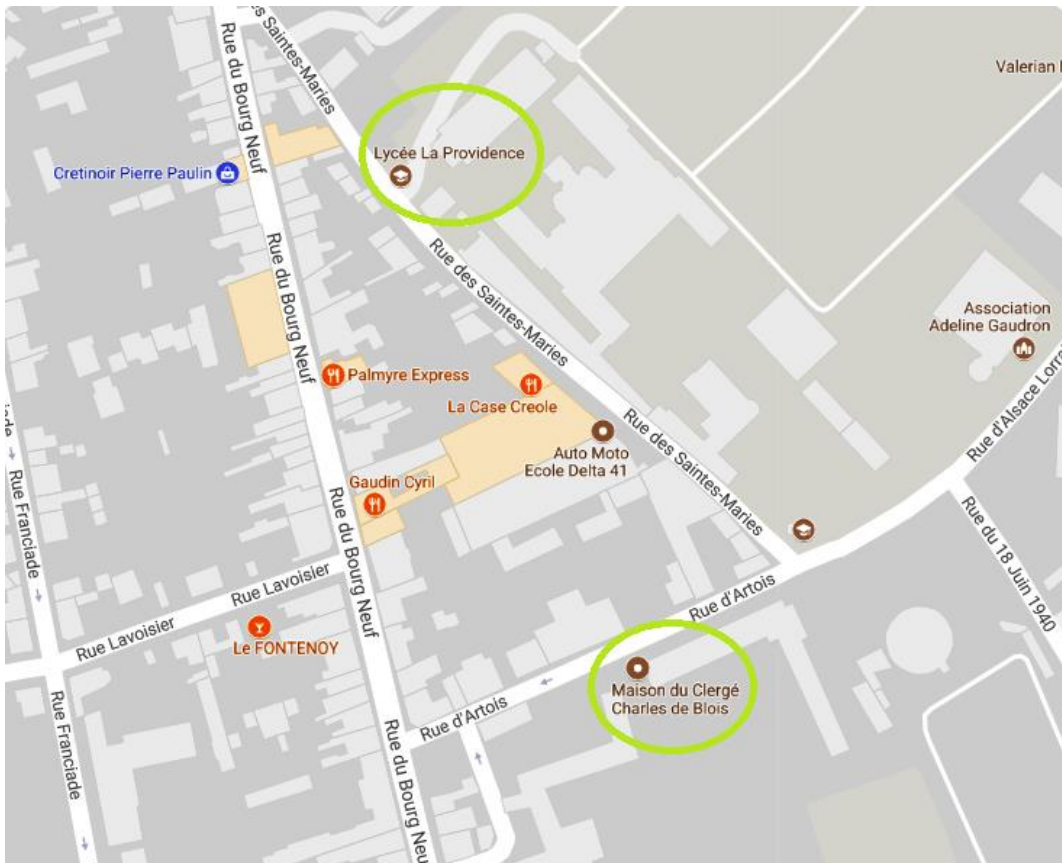 Rue du Bourg Neuf
Saintes-Maries
Valerian
Lycée La Providence
Cretinoir Pierre Paulin
Rue du Bourg Neuf
Rue des Saintes-Maries
Association
Adeline Gaudron
Palmyre Express
La Case Creole
Rue d'Alsace Lorra
Rue des Saintes-Maries
Auto Moto
Ecole Delta 41
Gaudin Cyril
Rue Franciade
Rue du Bourg Neuf
Rue du 18 Juin 1940
Rue Lavoisier
Rue Lavoisier
Le FONTENOY
Rue d'Artois
Maison du Clergé
Charles de Blois
Rue d'Artois
Rue Franciade
Rue du Bourg Neu